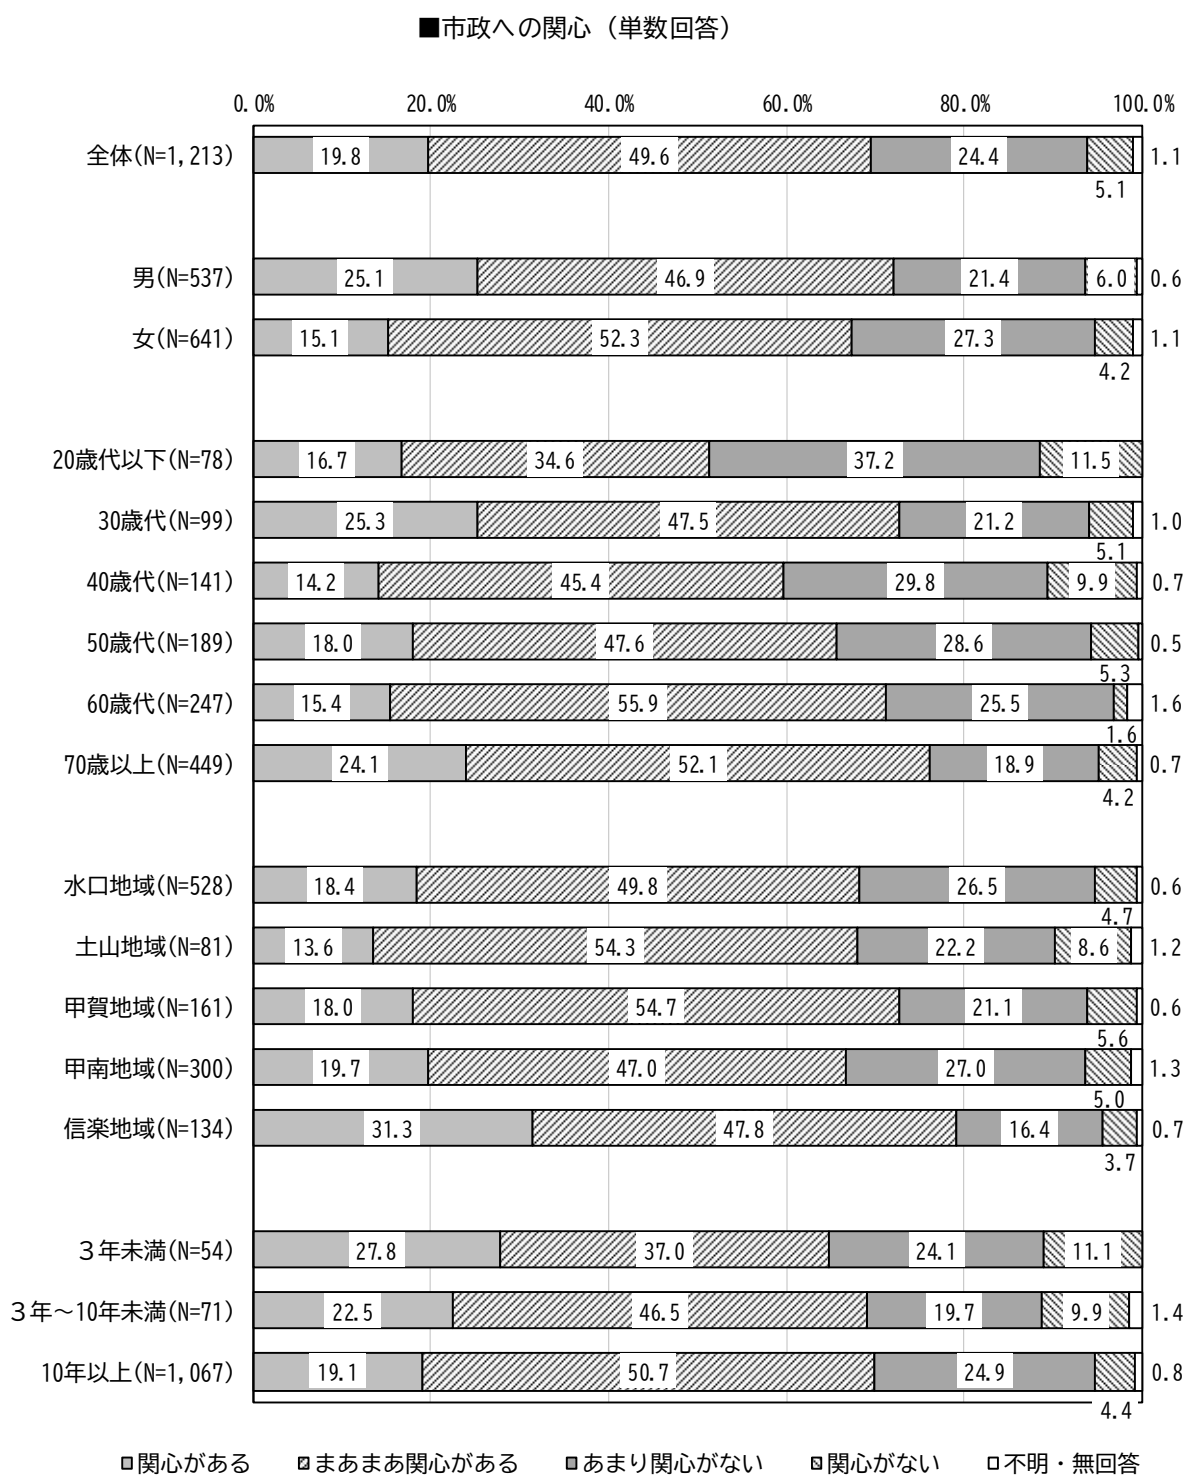 ■市政への関心（単数回答）
0.0% 20.0% 40.0% 60.0% 80.0% 100.0%
全体(N=1,213) 19.8 49.6 24.4 1.1
5.1
男(N=537) 25.1 46.9 21.4 6.0 0.6
女(N=641) 15.1 52.3 27.3 1.1
4.2
20歳代以下(N=78) 16.7 34.6 37.2 11.5
30歳代(N=99) 25.3 47.5 21.2 1.0
5.1
40歳代(N=141) 14.2 45.4 29.8 9.9 0.7
50歳代(N=189) 18.0 47.6 28.6 0.5
5.3
60歳代(N=247) 15.4 55.9 25.5 1.6
1.6
70歳以上(N=449) 24.1 52.1 18.9 0.7
4.2
水口地域(N=528) 18.4 49.8 26.5 0.6
4.7
土山地域(N=81) 13.6 54.3 22.2 8.6 1.2
甲賀地域(N=161) 18.0 54.7 21.1 0.6
5.6
甲南地域(N=300) 19.7 47.0 27.0 1.3
5.0
信楽地域(N=134) 31.3 47.8 16.4 0.7
3.7
３年未満(N=54) 27.8 37.0 24.1 11.1
３年～10年未満(N=71) 22.5 46.5 19.7 9.9 1.4
10年以上(N=1,067) 19.1 50.7 24.9 0.8
4.4
関心がある まあまあ関心がある あまり関心がない 関心がない 不明・無回答